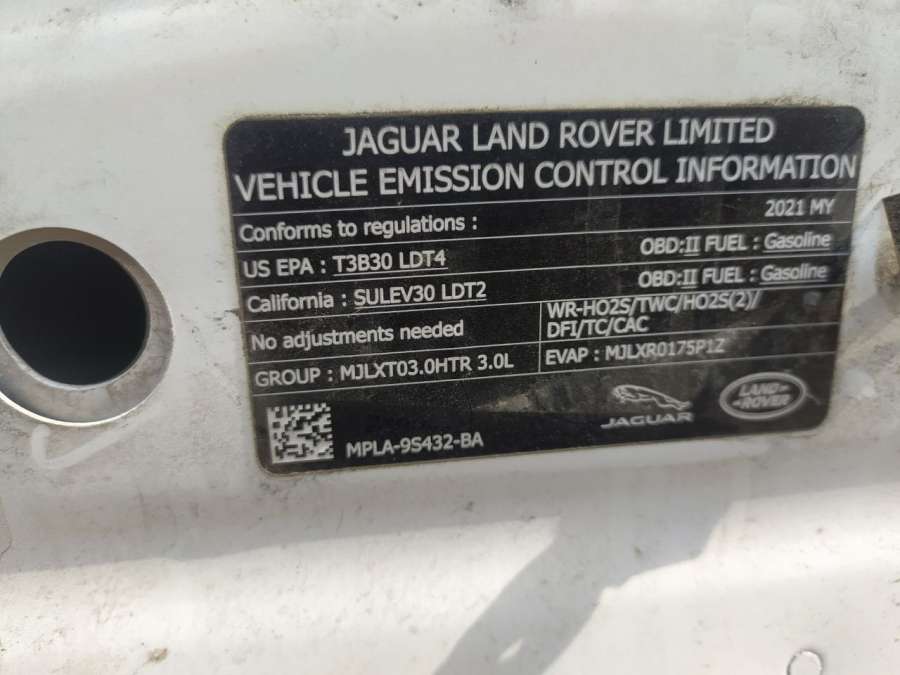 JAGUAR LAND ROVER LIMITED
VEHICLE EMISSION CONTROL INFORMATION
Conforms to regulations : 2021 MY
US EPA : T3B30 LDT4 OBD:II FUEL : Gasoline
California : SULEV30 LDT2 OBD:II FUEL : Gasoline
No adjustments needed
WR-HO2S/TWC/HO2S(2)/
DFI/TC/CAC
GROUP : MJLXT03.0HTR 3.0L
EVAP : MJLXR0175P1Z
JAGUAR
LAND-
ROVER
MPLA-9S432-BA